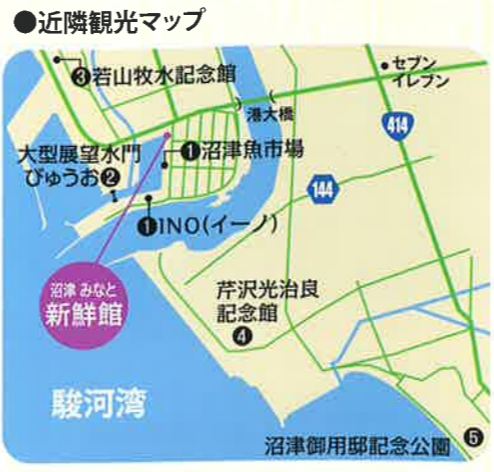 ●近隣観光マップ
❸若山牧水記念館
セブン
イレブン
港大橋
414
大型展望水門
びゅうお❷
❶沼津魚市場
144
❶INO(イーノ)
沼津 みなと
新鮮館
芹沢光治良
記念館
❹
駿河湾
沼津御用邸記念公園
❺